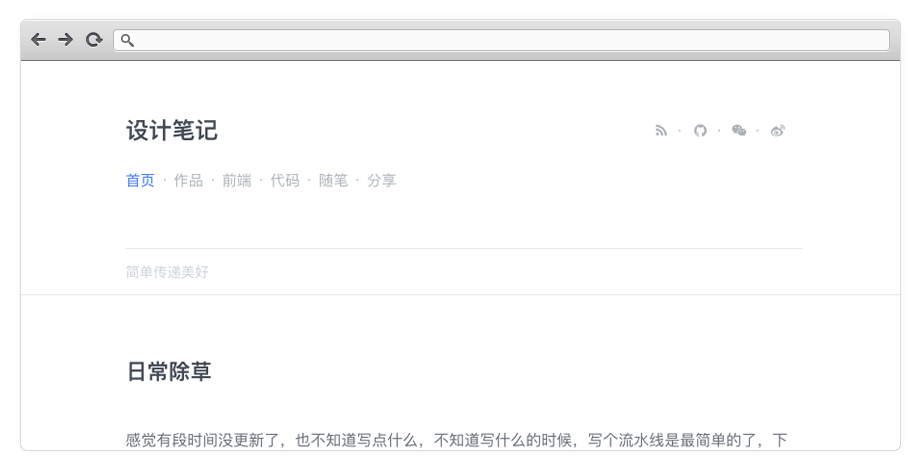 设计笔记
首页 · 作品 · 前端 · 代码 · 随笔 · 分享
简单传递美好
日常除草
感觉有段时间没更新了，也不知道写点什么，不知道写什么的时候，写个流水线是最简单的了，下